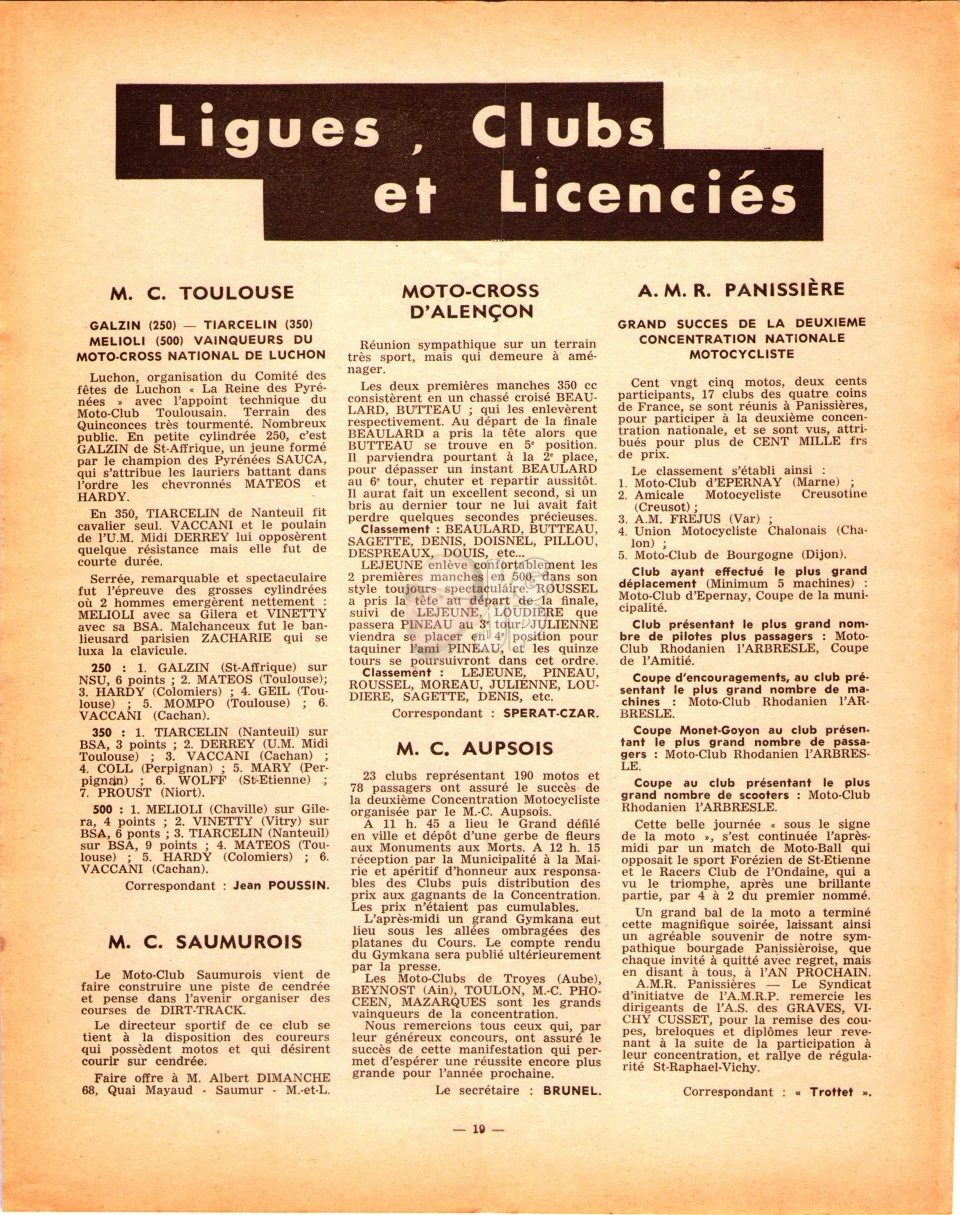 Ligues, Clubs
et Licenciés
M. C. TOULOUSE
GALZIN (250) — TIARCELIN (350)
MELIOLI (500) VAINQUEURS DU
MOTO-CROSS NATIONAL DE LUCHON
Luchon, organisation du Comité des
fêtes de Luchon « La Reine des Pyré-
nées » avec l'appoint technique du
Moto-Club Toulousain. Terrain des
Quinconces très tourmenté. Nombreux
public. En petite cylindrée 250, c'est
GALZIN de St-Affrique, un jeune formé
par le champion des Pyrénées SAUCA,
qui s'attribue les lauriers battant dans
l'ordre les chevronnés MATEOS et
HARDY.
En 350, TIARCELIN de Nanteuil fit
cavalier seul. VACCANI et le poulain
de l'U.M. Midi DERREY lui opposèrent
quelque résistance mais elle fut de
courte durée.
Serrée, remarquable et spectaculaire
fut l'épreuve des grosses cylindrées
où 2 hommes emergèrent nettement :
MELIOLI avec sa Gilera et VINETTY
avec sa BSA. Malchanceux fut le ban-
lieusard parisien ZACHARIE qui se
luxa la clavicule.
250 : 1. GALZIN (St-Affrique) sur
NSU, 6 points ; 2. MATEOS (Toulouse);
3. HARDY (Colomiers) ; 4. GEIL (Tou-
louse) ; 5. MOMPO (Toulouse) ; 6.
VACCANI (Cachan).
350 : 1. TIARCELIN (Nanteuil) sur
BSA, 3 points ; 2. DERREY (U.M. Midi
Toulouse) ; 3. VACCANI (Cachan) ;
4. COLL (Perpignan) ; 5. MARY (Per-
pignan) ; 6. WOLFF (St-Etienne) ;
7. PROUST (Niort).
500 : 1. MELIOLI (Chaville) sur Gile-
ra, 4 points ; 2. VINETTY (Vitry) sur
BSA, 6 ponts ; 3. TIARCELIN (Nanteuil)
sur BSA, 9 points ; 4. MATEOS (Tou-
louse) ; 5. HARDY (Colomiers) ; 6.
VACCANI (Cachan).
Correspondant : Jean POUSSIN.
M. C. SAUMUROIS
Le Moto-Club Saumurois vient de
faire construire une piste de cendrée
et pense dans l'avenir organiser des
courses de DIRT-TRACK.
Le directeur sportif de ce club se
tient à la disposition des coureurs
qui possèdent motos et qui désirent
courir sur cendrée.
Faire offre à M. Albert DIMANCHE
68, Quai Mayaud - Saumur - M.-et-L.
MOTO-CROSS
D'ALENÇON
Réunion sympathique sur un terrain
très sport, mais qui demeure à amé-
nager.
Les deux premières manches 350 cc
consistèrent en un chassé croisé BEAU-
LARD, BUTTEAU ; qui les enlevèrent
respectivement. Au départ de la finale
BEAULARD a pris la tête alors que
BUTTEAU se trouve en 5e position.
Il parviendra pourtant à la 2e place,
pour dépasser un instant BEAULARD
au 6e tour, chuter et repartir aussitôt.
Il aurat fait un excellent second, si un
bris au dernier tour ne lui avait fait
perdre quelques secondes précieuses.
Classement : BEAULARD, BUTTEAU,
SAGETTE, DENIS, DOISNEL, PILLOU,
DESPREAUX, DOUIS, etc...
LEJEUNE enlève confortablement les
2 premières manches en 500, dans son
style toujours spectaculaire. ROUSSEL
a pris la tête au départ de la finale,
suivi de LEJEUNE, LOUDIERE que
passera PINEAU au 3e tour. JULIENNE
viendra se placer en 4e position pour
taquiner l'ami PINEAU, et les quinze
tours se poursuivront dans cet ordre.
Classement : LEJEUNE, PINEAU,
ROUSSEL, MOREAU, JULIENNE, LOU-
DIERE, SAGETTE, DENIS, etc.
Correspondant : SPERAT-CZAR.
M. C. AUPSOIS
23 clubs représentant 190 motos et
78 passagers ont assuré le succès de
la deuxième Concentration Motocycliste
organisée par le M.-C. Aupsois.
A 11 h. 45 a lieu le Grand défilé
en ville et dépôt d'une gerbe de fleurs
aux Monuments aux Morts. A 12 h. 15
réception par la Municipalité à la Mai-
rie et apéritif d'honneur aux responsa-
bles des Clubs puis distribution des
prix aux gagnants de la Concentration.
Les prix n'étaient pas cumulables.
L'après-midi un grand Gymkana eut
lieu sous les allées ombragées des
platanes du Cours. Le compte rendu
du Gymkana sera publié ultérieurement
par la presse.
Les Moto-Clubs de Troyes (Aube),
BEYNOST (Ain), TOULON, M.-C. PHO-
CEEN, MAZARQUES sont les grands
vainqueurs de la concentration.
Nous remercions tous ceux qui, par
leur généreux concours, ont assuré le
succès de cette manifestation qui per-
met d'espérer une réussite encore plus
grande pour l'année prochaine.
Le secrétaire : BRUNEL.
A. M. R. PANISSIÈRE
GRAND SUCCES DE LA DEUXIEME
CONCENTRATION NATIONALE
MOTOCYCLISTE
Cent vngt cinq motos, deux cents
participants, 17 clubs des quatre coins
de France, se sont réunis à Panissières,
pour participer à la deuxième concen-
tration nationale, et se sont vus, attri-
bués pour plus de CENT MILLE frs
de prix.
Le classement s'établi ainsi :
1. Moto-Club d'EPERNAY (Marne) ;
2. Amicale Motocycliste Creusotine
(Creusot) ;
3. A.M. FREJUS (Var) ;
4. Union Motocycliste Chalonais (Cha-
lon) ;
5. Moto-Club de Bourgogne (Dijon).
Club ayant effectué le plus grand
déplacement (Minimum 5 machines) :
Moto-Club d'Epernay, Coupe de la muni-
cipalité.
Club présentant le plus grand nom-
bre de pilotes plus passagers : Moto-
Club Rhodanien l'ARBRESLE, Coupe
de l'Amitié.
Coupe d'encouragements, au club pré-
sentant le plus grand nombre de ma-
chines : Moto-Club Rhodanien l'AR-
BRESLE.
Coupe Monet-Goyon au club présen-
tant le plus grand nombre de passa-
gers : Moto-Club Rhodanien l'ARBRES-
LE.
Coupe au club présentant le plus
grand nombre de scooters : Moto-Club
Rhodanien l'ARBRESLE.
Cette belle journée « sous le signe
de la moto », s'est continuée l'après-
midi par un match de Moto-Ball qui
opposait le sport Forézien de St-Etienne
et le Racers Club de l'Ondaine, qui a
vu le triomphe, après une brillante
partie, par 4 à 2 du premier nommé.
Un grand bal de la moto a terminé
cette magnifique soirée, laissant ainsi
un agréable souvenir de notre sym-
pathique bourgade Panissièroise, que
chaque invité à quitté avec regret, mais
en disant à tous, à l'AN PROCHAIN.
A.M.R. Panissières — Le Syndicat
d'initiatve de l'A.M.R.P. remercie les
dirigeants de l'A.S. des GRAVES, VI-
CHY CUSSET, pour la remise des cou-
pes, breloques et diplômes leur reve-
nant à la suite de la participation à
leur concentration, et rallye de régula-
rité St-Raphael-Vichy.
Correspondant : « Trottet ».
— 19 —